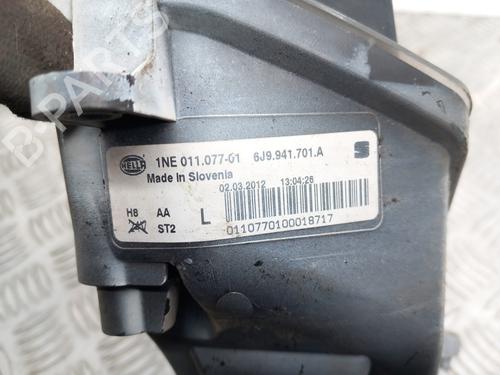 B-PARTS
HELLA
1NE 011.077-01 6J9.941.701.A
Made in Slovenia
02.03.2012 13:04:26
H8 AA
ST2
L
0110770100019717